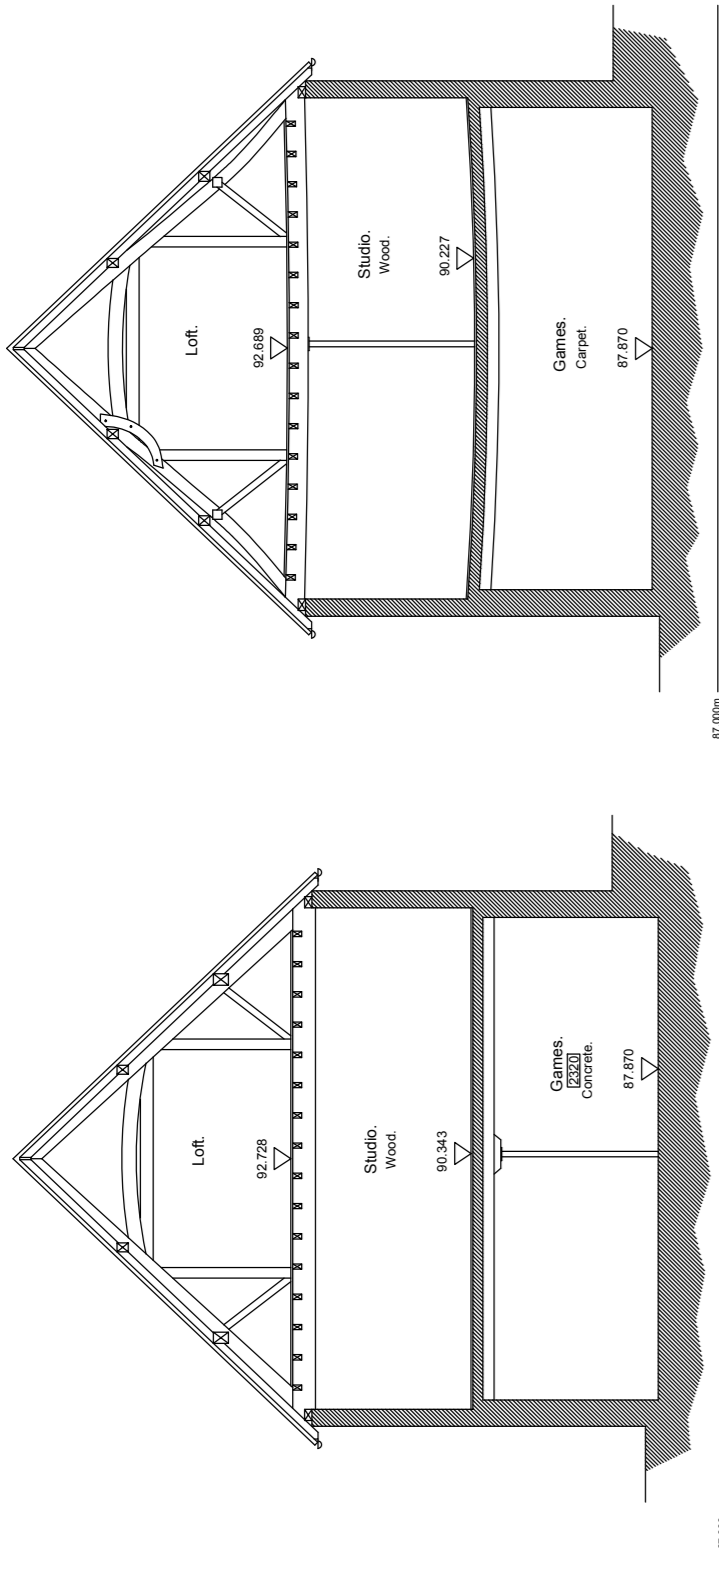 Loft.
92.689
Studio.
Wood.
90.227
Games.
Carpet.
87.870
87.000m
Loft.
92.728
Studio.
Wood.
90.343
Games.
2320
Concrete.
87.870